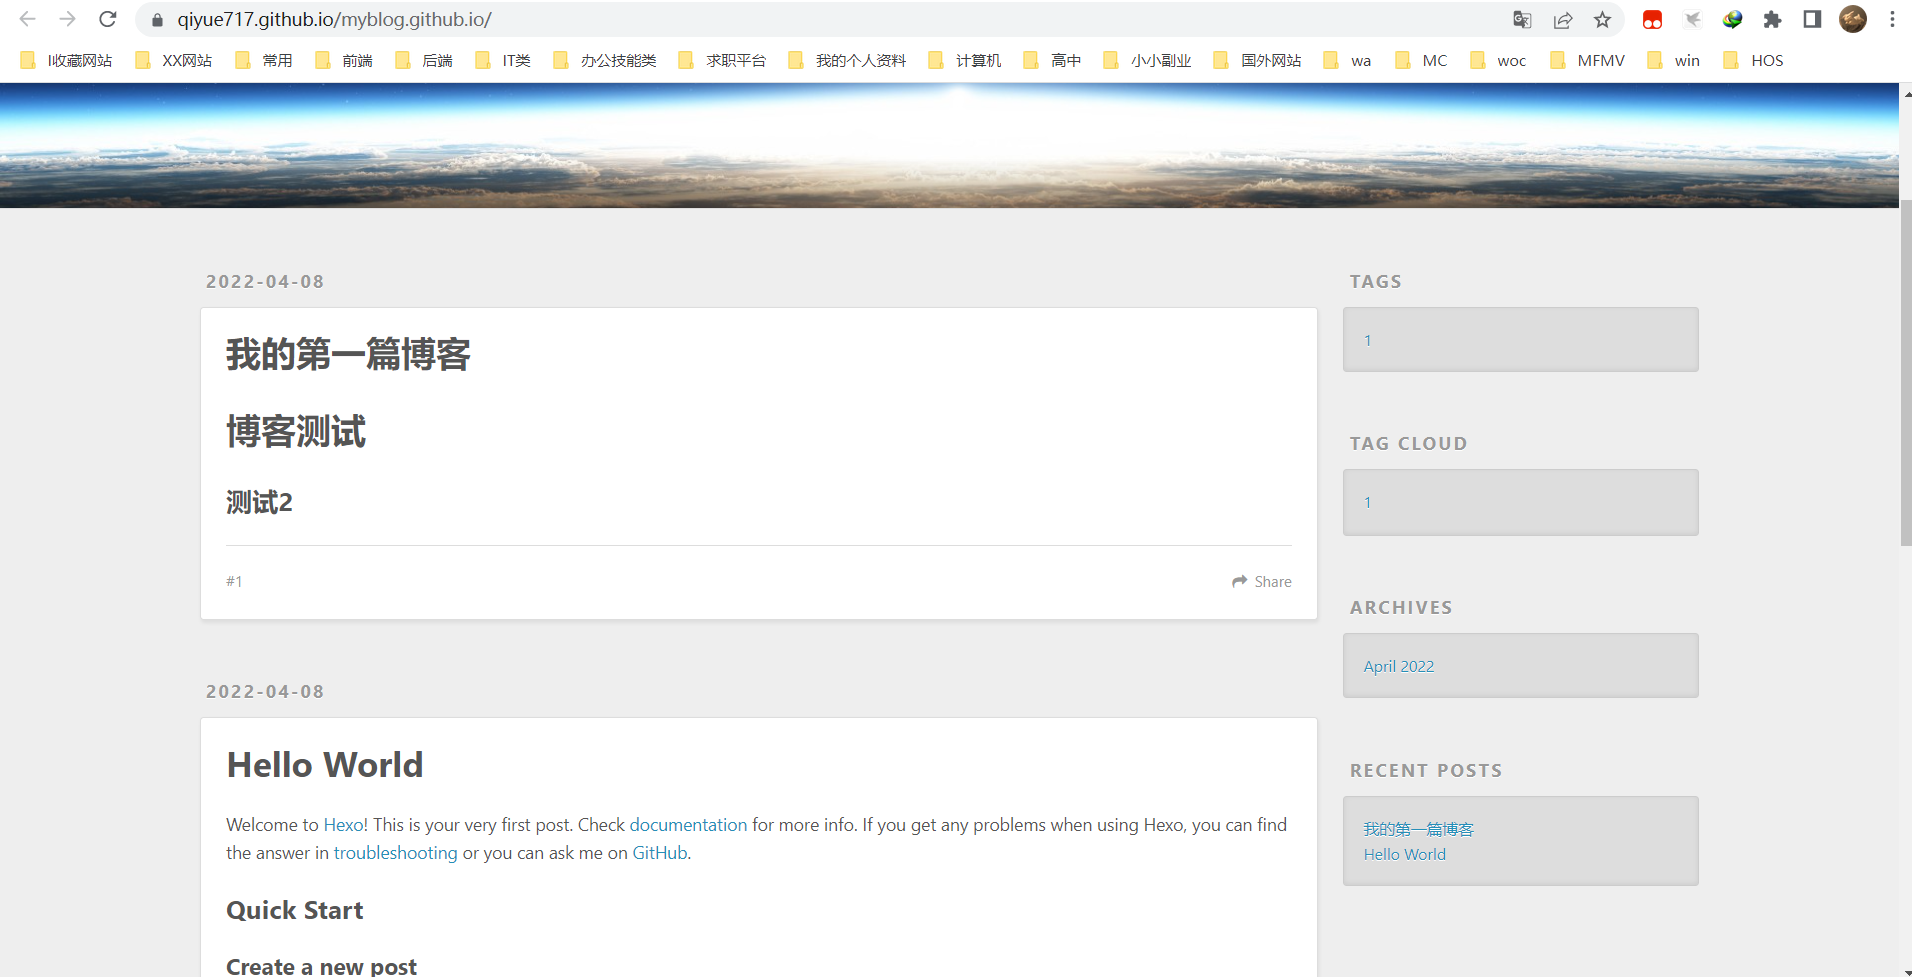 qiyue717.github.io/myblog.github.io/
I收藏网站 XX网站 常用 前端 后端 IT类 办公技能类 求职平台 我的个人资料 计算机 高中 小小副业 国外网站 wa MC woc MFMV win HOS
2022-04-08
我的第一篇博客
博客测试
测试2
#1 Share
2022-04-08
Hello World
Welcome to Hexo! This is your very first post. Check documentation for more info. If you get any problems when using Hexo, you can find
the answer in troubleshooting or you can ask me on GitHub.
Quick Start
Create a new post
TAGS
1
TAG CLOUD
1
ARCHIVES
April 2022
RECENT POSTS
我的第一篇博客
Hello World